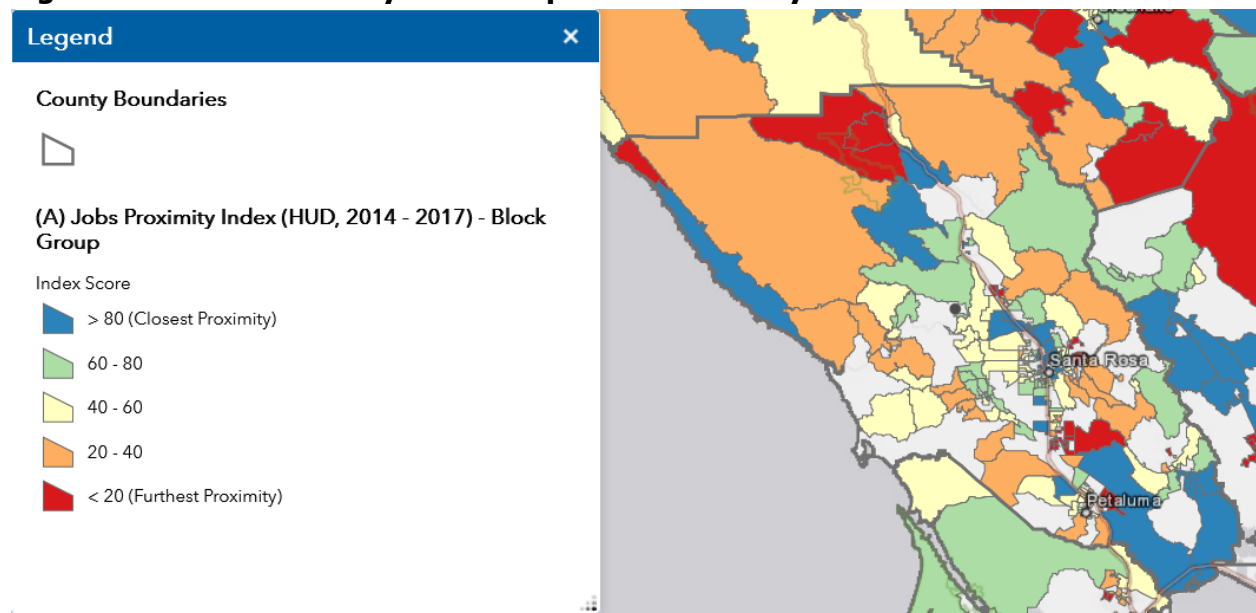 Legend
×
County Boundaries
(A) Jobs Proximity Index (HUD, 2014 - 2017) - Block
Group
Index Score
> 80 (Closest Proximity)
60 - 80
40 - 60
20 - 40
< 20 (Furthest Proximity)
Santa Rosa
Petaluma